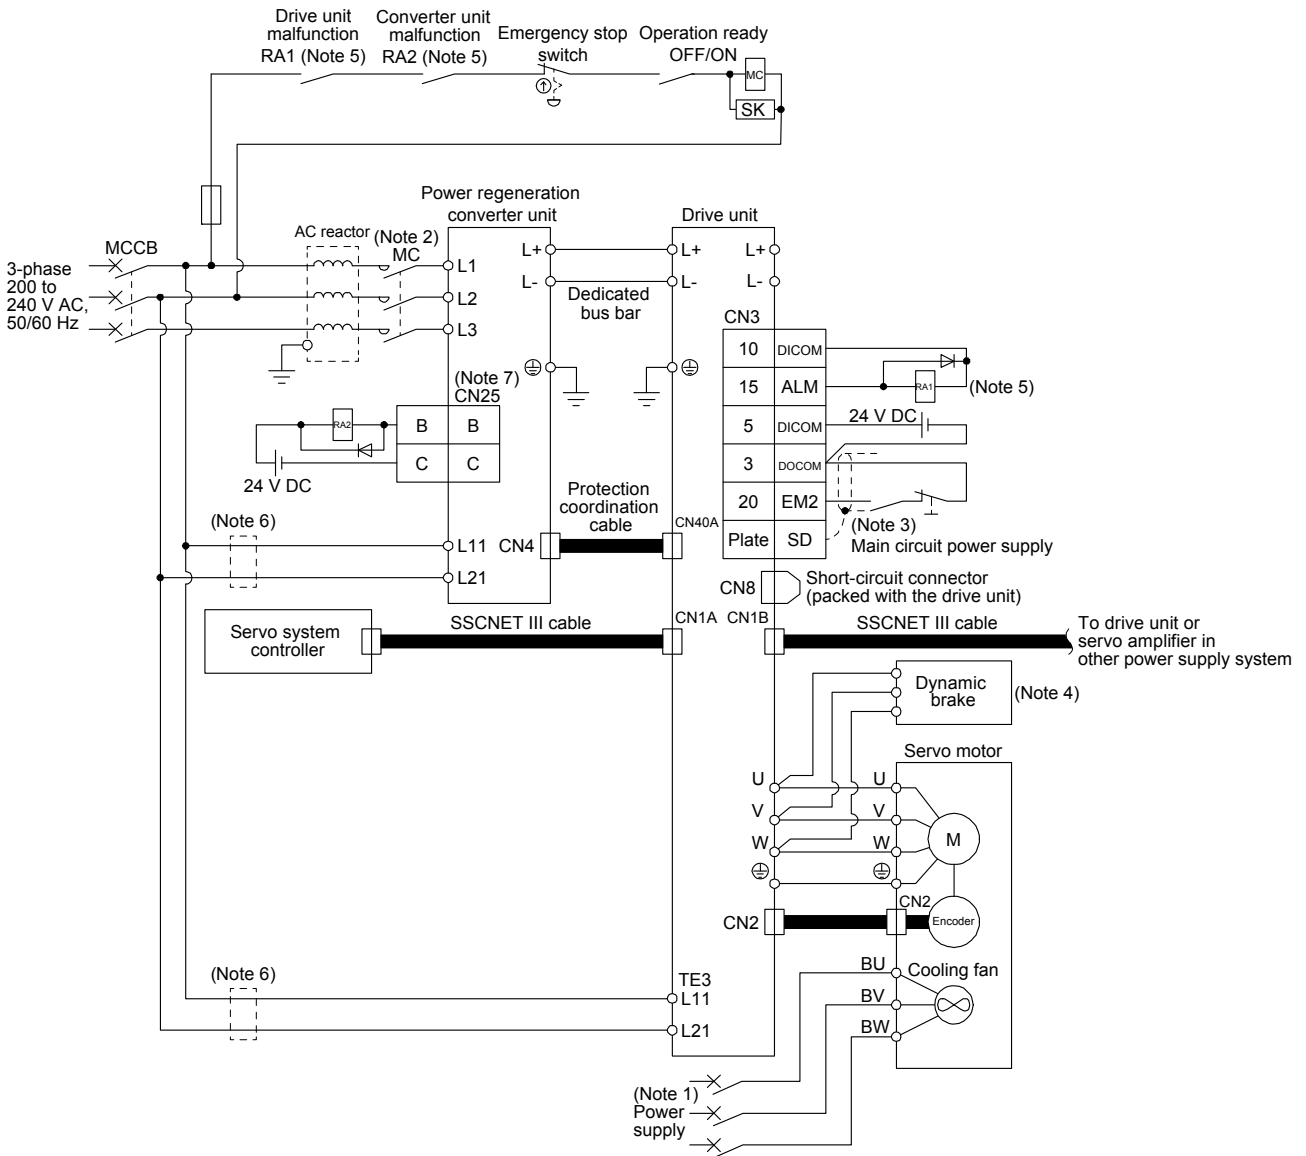 Drive unit
malfunction
RA1 (Note 5)
Converter unit
malfunction
RA2 (Note 5)
Emergency stop
switch
Operation ready
OFF/ON
MC
SK
Power regeneration
converter unit
Drive unit
MCCB
AC reactor
(Note 2)
MC
3-phase
200 to
240 V AC,
50/60 Hz
L1
L2
L3
L+
L-
Dedicated
bus bar
L+
L-
L+
L-
CN3
10 DICOM
15 ALM
5 DICOM
3 DOCOM
20 EM2
Plate SD
RA1
(Note 5)
24 V DC
(Note 3)
Main circuit power supply
(Note 7)
CN25
B B
C C
RA2
24 V DC
(Note 6)
L11
L21
CN4
Protection
coordination
cable
CN40A
CN8
Short-circuit connector
(packed with the drive unit)
Servo system
controller
SSCNET III cable
CN1A
CN1B
SSCNET III cable
To drive unit or
servo amplifier in
other power supply system
Dynamic
brake
(Note 4)
Servo motor
U
V
W
U
V
W
M
CN2
CN2
Encoder
BU
BV
BW
Cooling fan
(Note 6)
TE3
L11
L21
(Note 1)
Power
supply